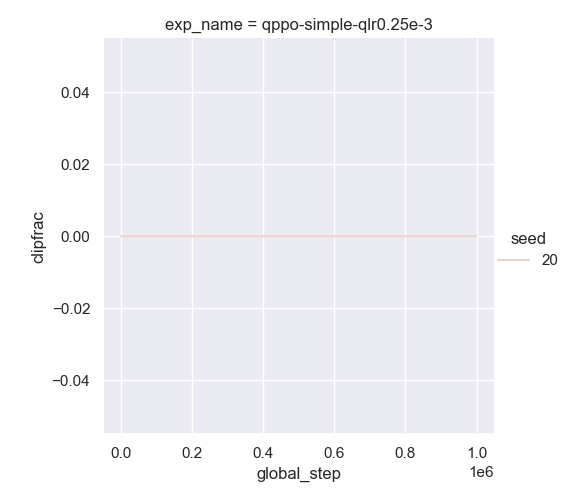 exp_name = qppo-simple-qlr0.25e-3
0.04
0.02
0.00
−0.02
−0.04
clipfrac
seed
20
0.0 0.2 0.4 0.6 0.8 1.0
1e6
global_step